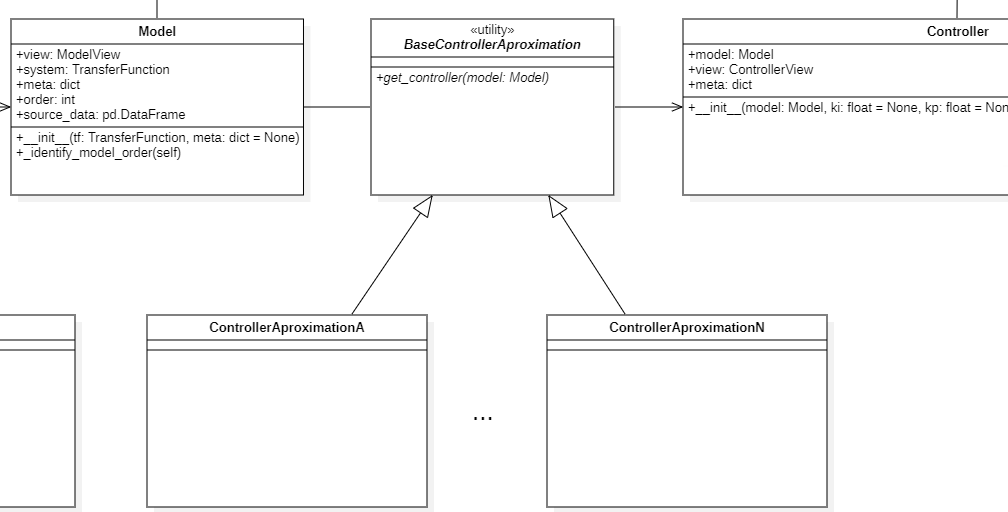 Model
+view: ModelView
+system: TransferFunction
+meta: dict
+order: int
+source_data: pd.DataFrame
+__init__(tf: TransferFunction, meta: dict = None)
+_identify_model_order(self)
«utility»
BaseControllerAproximation
+get_controller(model: Model)
Controller
+model: Model
+view: ControllerView
+meta: dict
+__init__(model: Model, ki: float = None, kp: float = Non
ControllerAproximationA
...
ControllerAproximationN